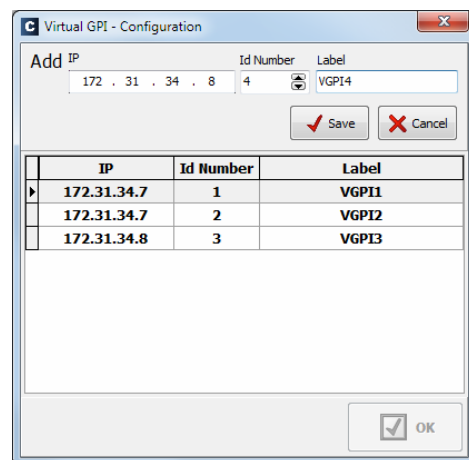 C Virtual GPI - Configuration
Add IP Id Number Label
172 . 31 . 34 . 8 4 VGPI4
Save Cancel
IP Id Number Label
172.31.34.7 1 VGPI1
172.31.34.7 2 VGPI2
172.31.34.8 3 VGPI3
OK